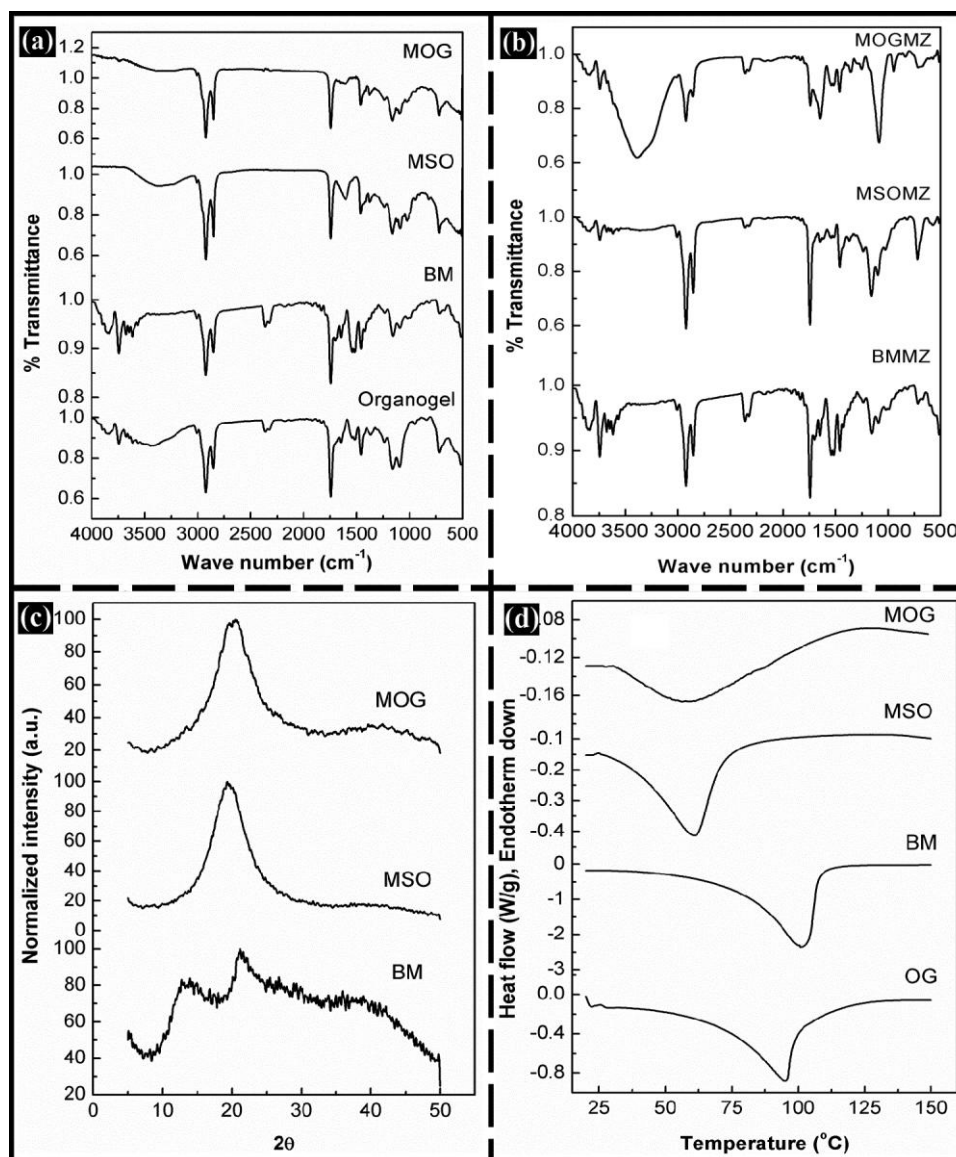 (a)
1.2
MOG
1.0
0.8
0.6
1.0
MSO
0.8
0.6
1.0
BM
0.9
0.8
1.0
Organogel
0.8
0.6
% Transmittance
4000 3500 3000 2500 2000 1500 1000 500
Wave number (cm⁻¹)
(b)
1.0
MOGMZ
0.8
0.6
1.0
MSOMZ
0.8
0.6
1.0
BMMZ
0.9
0.8
% Transmittance
4000 3500 3000 2500 2000 1500 1000 500
Wave number (cm⁻¹)
(c)
100
80
60
MOG
40
20
100
80
60
MSO
40
20
0
100
BM
80
60
40
20
Normalized intensity (a.u.)
0 10 20 30 40 50
2θ
(d)
MOG
-0.12
-0.16
MSO
-0.1
-0.2
-0.3
-0.4
BM
0
-1
-2
-3
OG
0.0
-0.4
-0.8
Heat flow (W/g), Endotherm down
25 50 75 100 125 150
Temperature (°C)